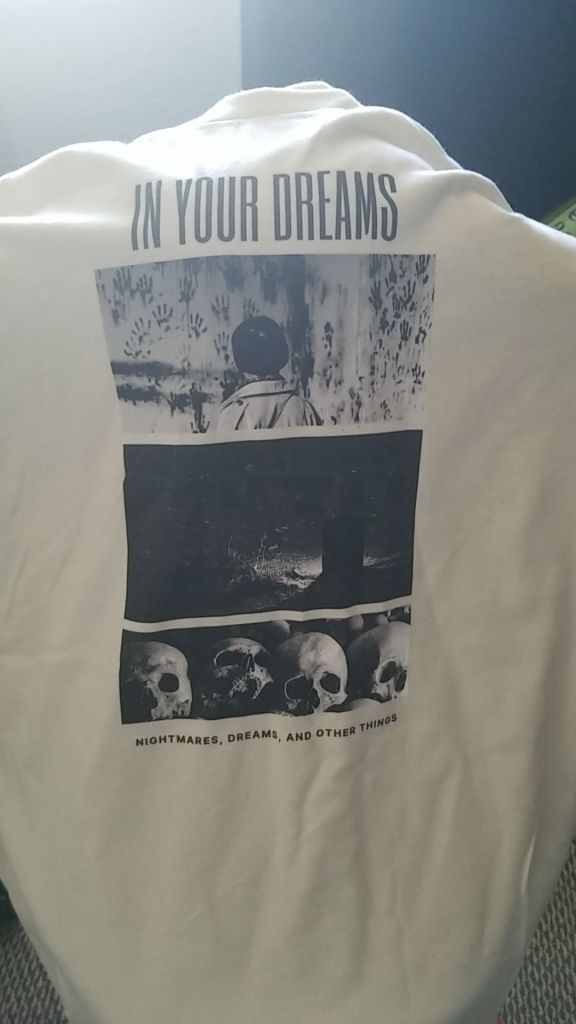 IN YOUR DREAMS
NIGHTMARES, DREAMS, AND OTHER THINGS